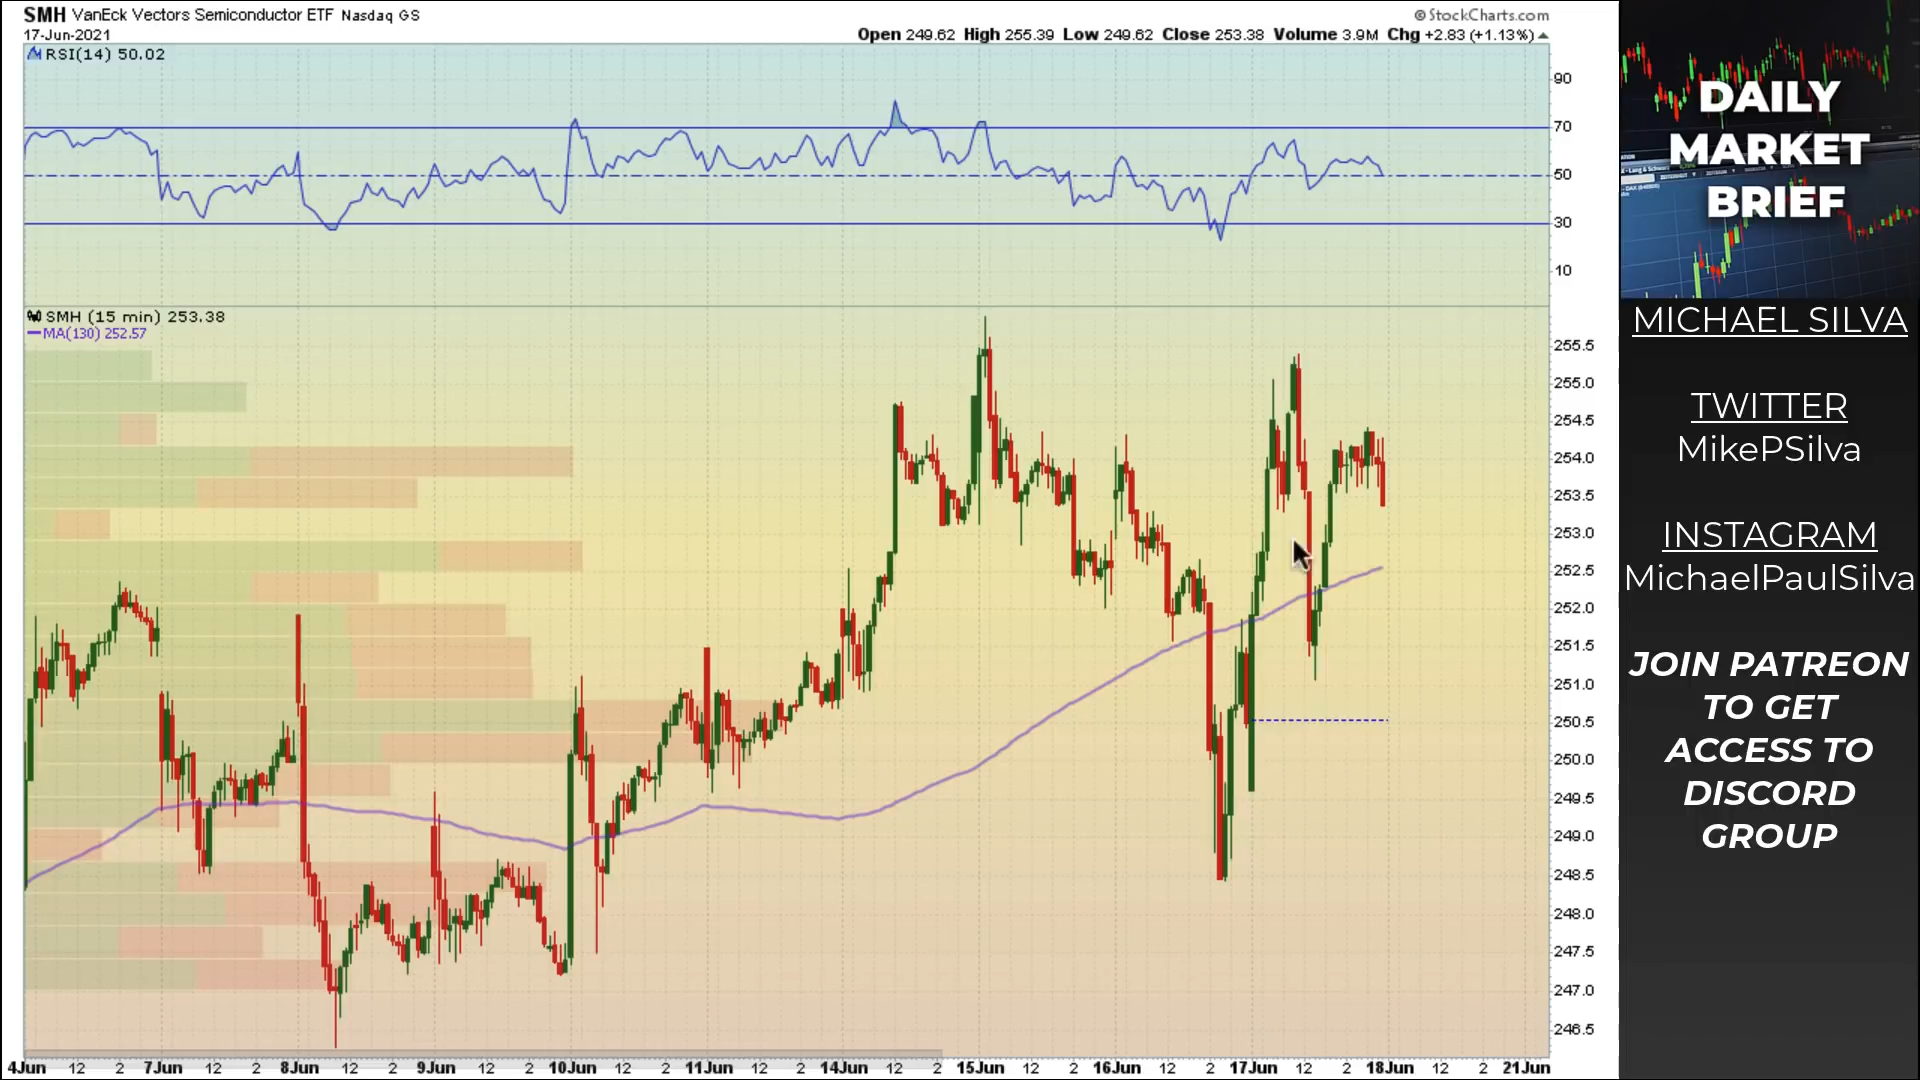 SMH VanEck Vectors Semiconductor ETF Nasdaq GS
© StockCharts.com
17-Jun-2021
Open 249.62 High 255.39 Low 249.62 Close 253.38 Volume 3.9M Chg +2.83 (+1.13%)
RSI(14) 50.02
90
70
50
30
10
SMH (15 min) 253.38
MA(130) 252.57
255.5
255.0
254.5
254.0
253.5
253.0
252.5
252.0
251.5
251.0
250.5
250.0
249.5
249.0
248.5
248.0
247.5
247.0
246.5
4Jun 12 2 7Jun 12 2 8Jun 12 2 9Jun 12 2 10Jun 12 2 11Jun 12 2 14Jun 12 2 15Jun 12 2 16Jun 12 2 17Jun 12 2 18Jun 12 2 21Jun
DAILY
MARKET
BRIEF
MICHAEL SILVA
TWITTER
MikePSilva
INSTAGRAM
MichaelPaulSilva
JOIN PATREON
TO GET
ACCESS TO
DISCORD
GROUP